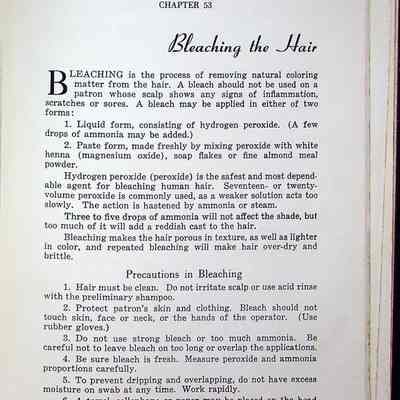 CHAPTER 53
Bleaching the Hair
BLEACHING is the process of removing natural coloring
matter from the hair. A bleach should not be used on a
patron whose scalp shows any signs of inflammation,
scratches or sores. A bleach may be applied in either of two
forms:
1. Liquid form, consisting of hydrogen peroxide. (A few
drops of ammonia may be added.)
2. Paste form, made freshly by mixing peroxide with white
henna (magnesium oxide), soap flakes or fine almond meal
powder.
Hydrogen peroxide (peroxide) is the safest and most depend-
able agent for bleaching human hair. Seventeen- or twenty-
volume peroxide is commonly used, as a weaker solution acts too
slowly. The action is hastened by ammonia or steam.
Three to five drops of ammonia will not affect the shade, but
too much of it will add a reddish cast to the hair.
Bleaching makes the hair porous in texture, as well as lighter
in color, and repeated bleaching will make hair over-dry and
brittle.
Precautions in Bleaching
1. Hair must be clean. Do not irritate scalp or use acid rinse
with the preliminary shampoo.
2. Protect patron's skin and clothing. Bleach should not
touch skin, face or neck, or the hands of the operator. (Use
rubber gloves.)
3. Do not use strong bleach or too much ammonia. Be
careful not to leave bleach on too long or overlap the applications.
4. Be sure bleach is fresh. Measure peroxide and ammonia
proportions carefully.
5. To prevent dripping and overlapping, do not have excess
moisture on swab at any time. Work rapidly.